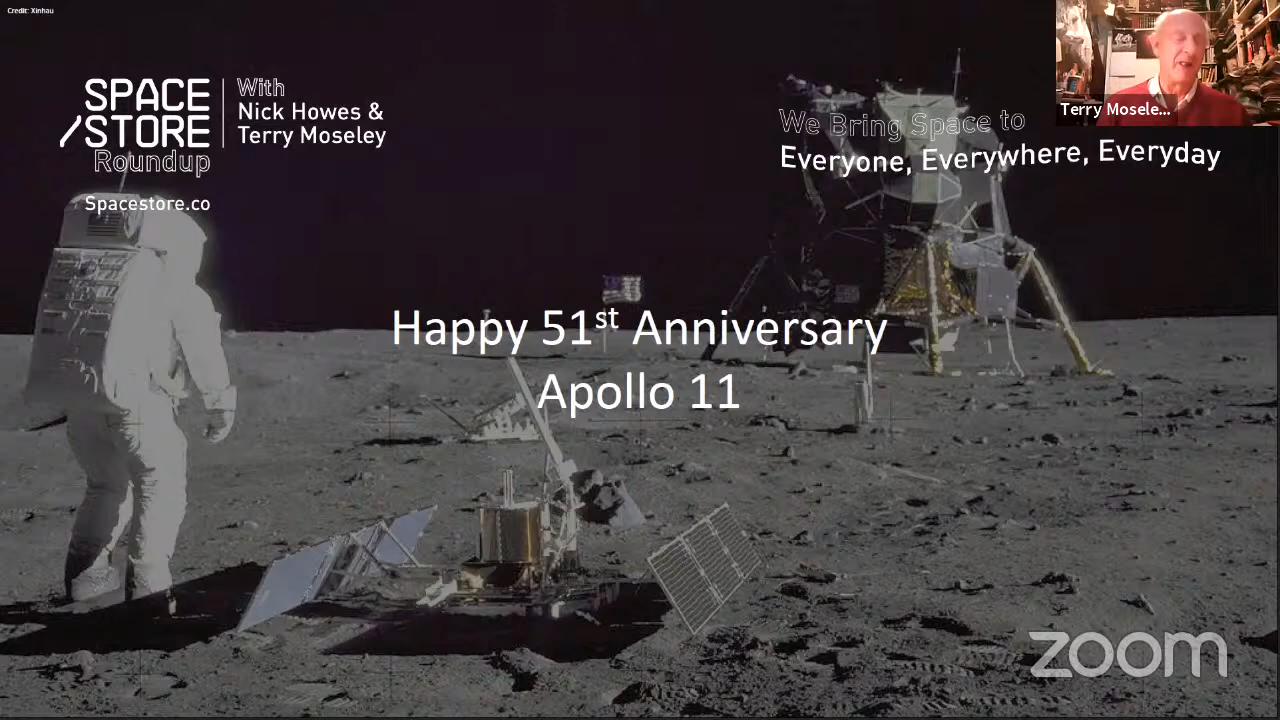 Credit: Xinhau
SPACE
/STORE
Roundup
With
Nick Howes &
Terry Moseley
Spacestore.co
We Bring Space to
Everyone, Everywhere, Everyday
Terry Mosele...
Happy 51st Anniversary
Apollo 11
zoom